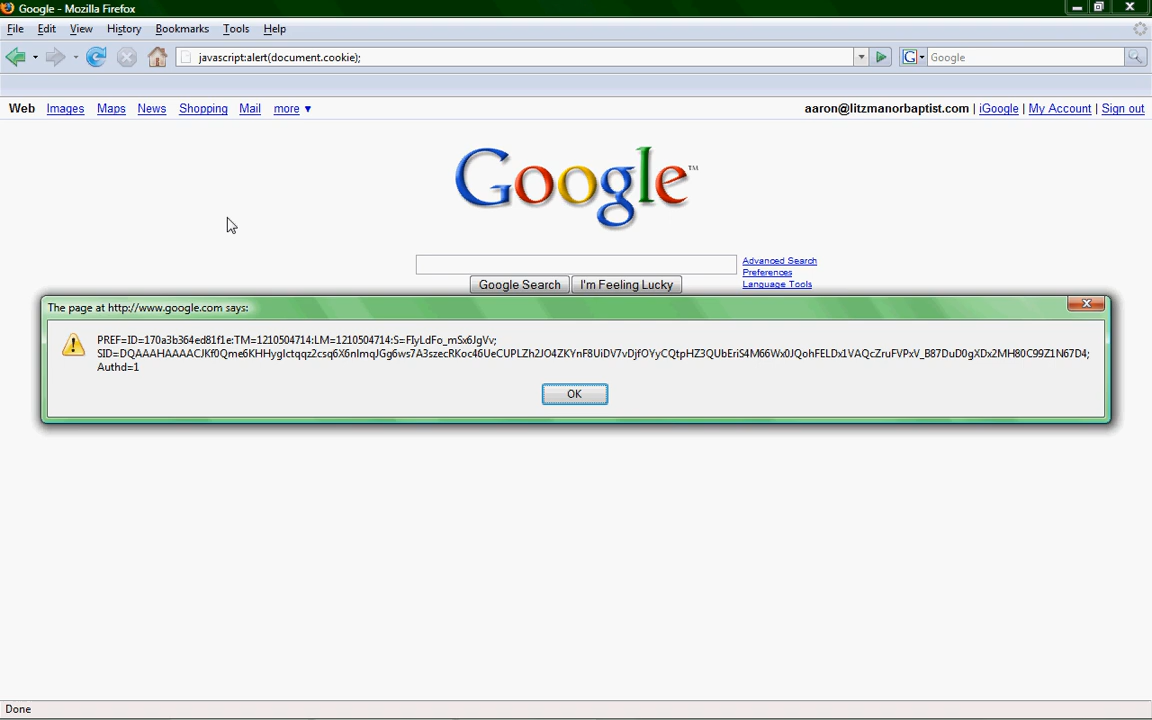 Google - Mozilla Firefox
File Edit View History Bookmarks Tools Help
javascript:alert(document.cookie);
Google
Web Images Maps News Shopping Mail more ▼
aaron@litzmanorbaptist.com | iGoogle | My Account | Sign out
Google™
Advanced Search
Preferences
Language Tools
Google Search I'm Feeling Lucky
The page at http://www.google.com says:
PREF=ID=170a3b364ed81f1e:TM=1210504714:LM=1210504714:S=FIyLdFo_mSx6JgVv;
SID=DQAAAHAAAACJKf0Qme6KHHyglctqqz2csq6X6nlmqJGg6ws7A3szecRKoc46UeCUPLZh2JO4ZKYnF8UiDV7vDjfOYyCQtpHZ3QUbEriS4M66Wx0JQohFELDx1VAQcZruFVPxV_B87DuD0gXDx2MH80C99Z1N67D4;
Authd=1
OK
Done